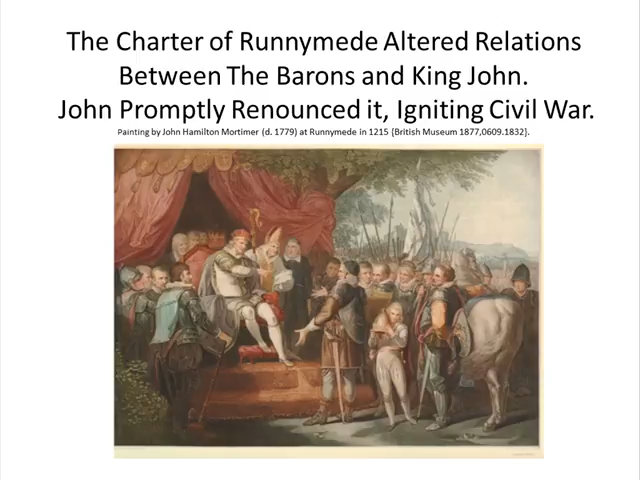 The Charter of Runnymede Altered Relations
Between The Barons and King John.
John Promptly Renounced it, Igniting Civil War.
Painting by John Hamilton Mortimer (d. 1779) at Runnymede in 1215 {British Museum 1877,0609.1832}.